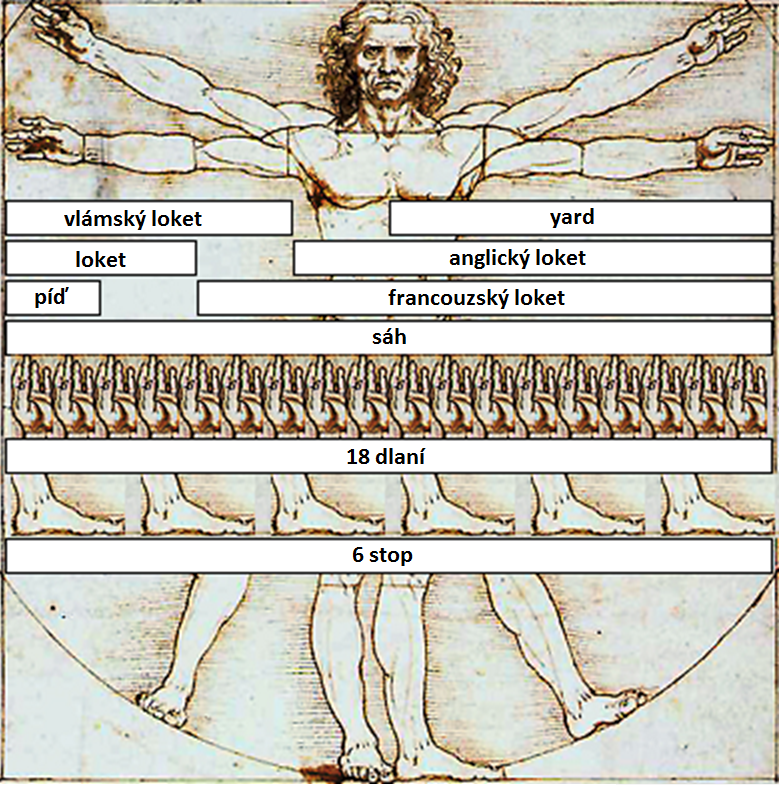 vlámský loket
yard
loket
anglický loket
píď
francouzský loket
sáh
18 dlaní
6 stop